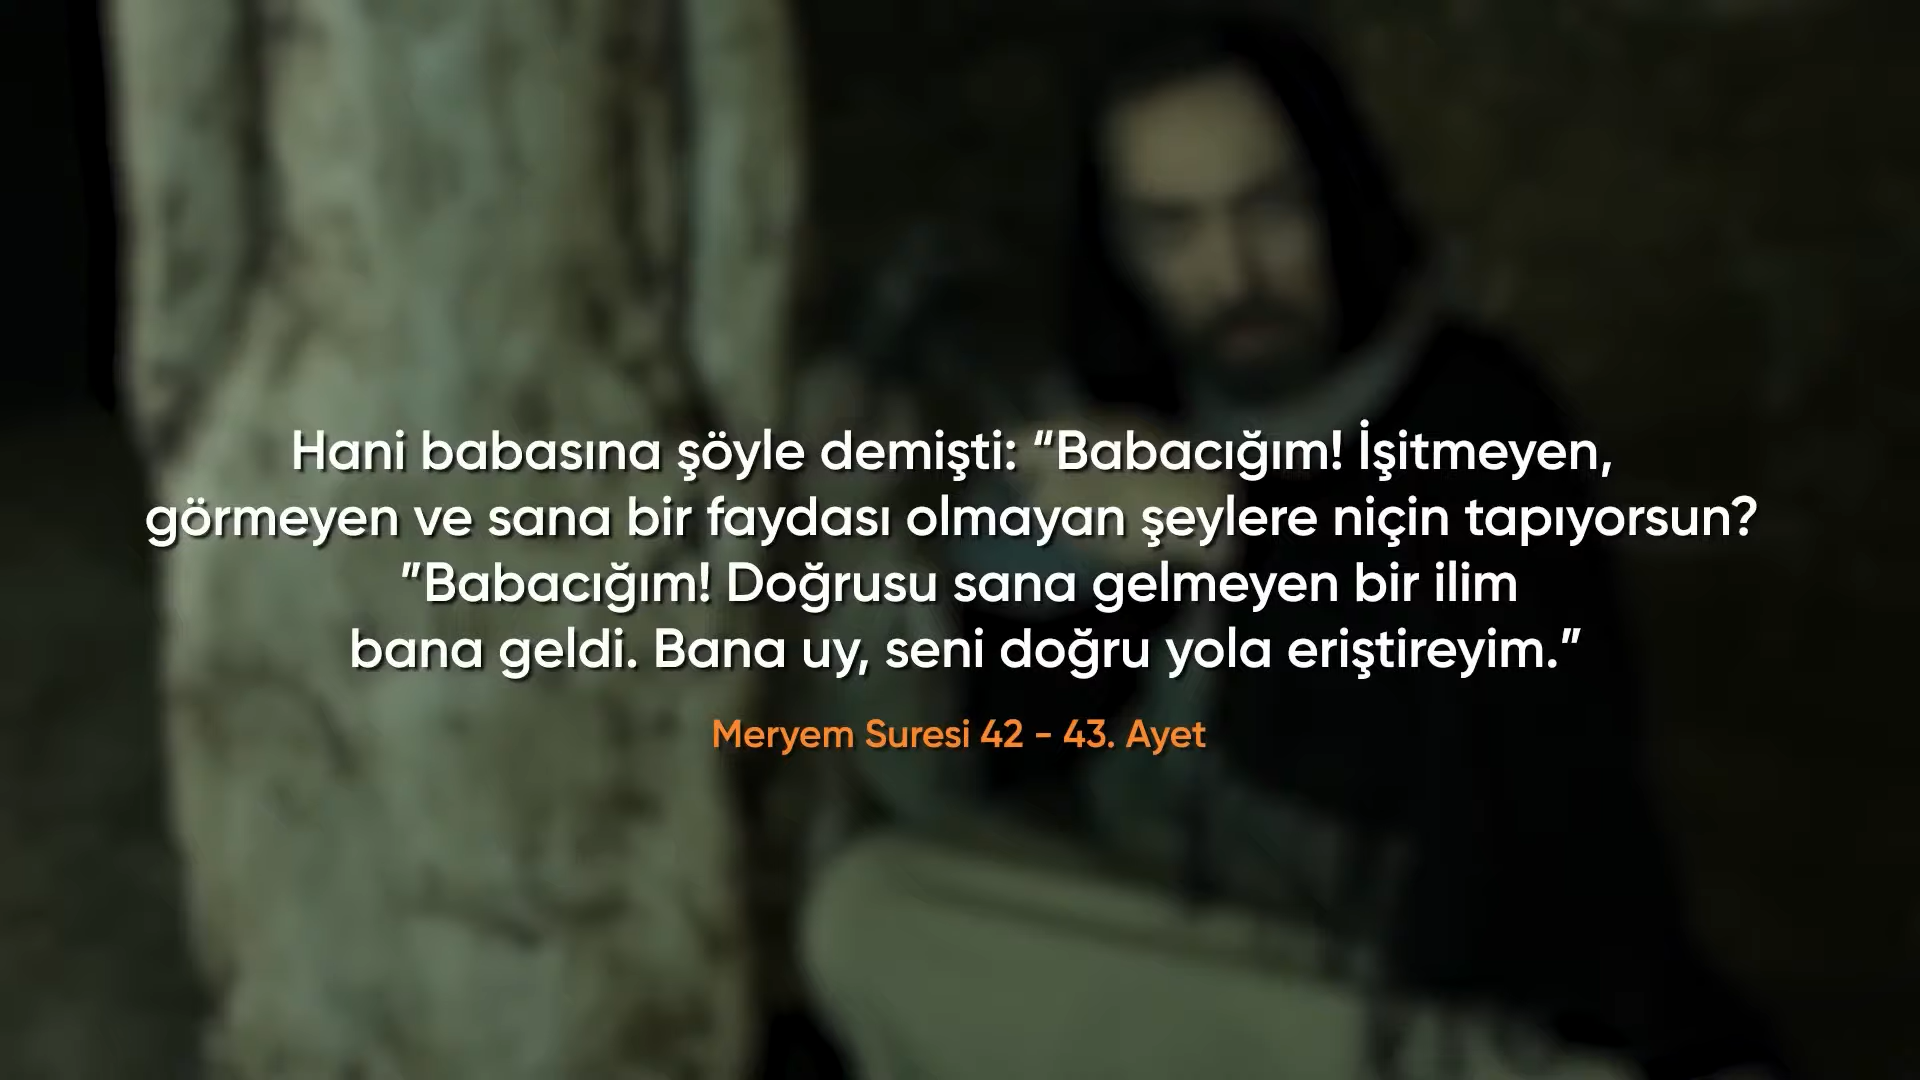 Hani babasına şöyle demişti: “Babacığım! İşitmeyen,
görmeyen ve sana bir faydası olmayan şeylere niçin tapıyorsun?
”Babacığım! Doğrusu sana gelmeyen bir ilim
bana geldi. Bana uy, seni doğru yola eriştireyim.”
Meryem Suresi 42 - 43. Ayet